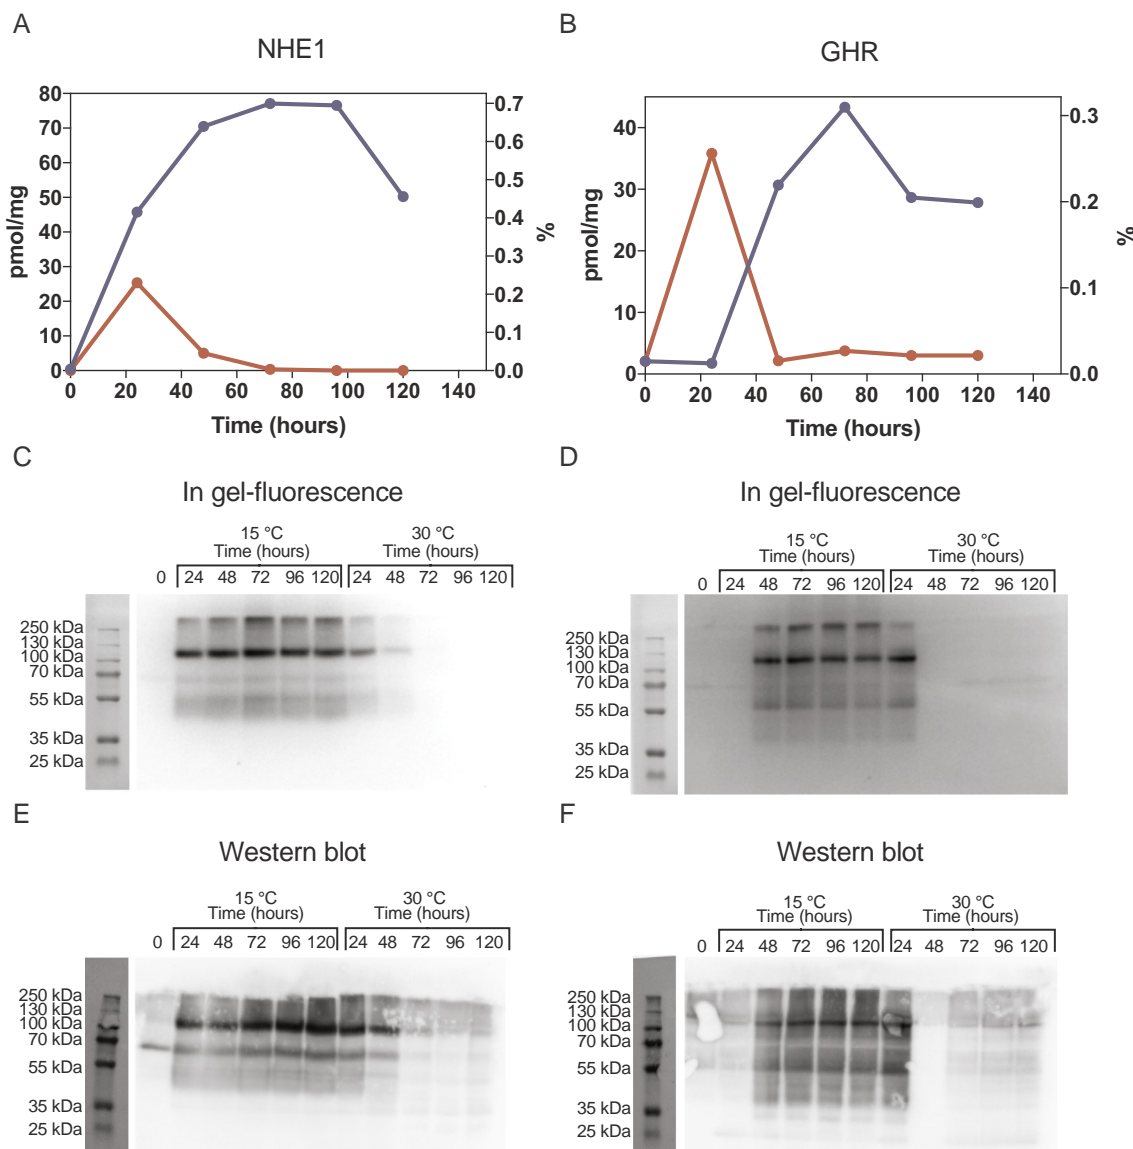 A
NHE1
80
70
60
50
40
30
20
10
0
pmol/mg
0.7
0.6
0.5
0.4
0.3
0.2
0.1
0.0
%
0 20 40 60 80 100 120 140
Time (hours)
B
GHR
40
30
20
10
0
pmol/mg
0.3
0.2
0.1
0.0
%
0 20 40 60 80 100 120 140
Time (hours)
C
In gel-fluorescence
15 °C 30 °C
Time (hours) Time (hours)
0 24 48 72 96 120 24 48 72 96 120
250 kDa
130 kDa
100 kDa
70 kDa
55 kDa
35 kDa
25 kDa
D
In gel-fluorescence
15 °C 30 °C
Time (hours) Time (hours)
0 24 48 72 96 120 24 48 72 96 120
250 kDa
130 kDa
100 kDa
70 kDa
55 kDa
35 kDa
25 kDa
E
Western blot
15 °C 30 °C
Time (hours) Time (hours)
0 24 48 72 96 120 24 48 72 96 120
250 kDa
130 kDa
100 kDa
70 kDa
55 kDa
35 kDa
25 kDa
F
Western blot
15 °C 30 °C
Time (hours) Time (hours)
0 24 48 72 96 120 24 48 72 96 120
250 kDa
130 kDa
100 kDa
70 kDa
55 kDa
35 kDa
25 kDa